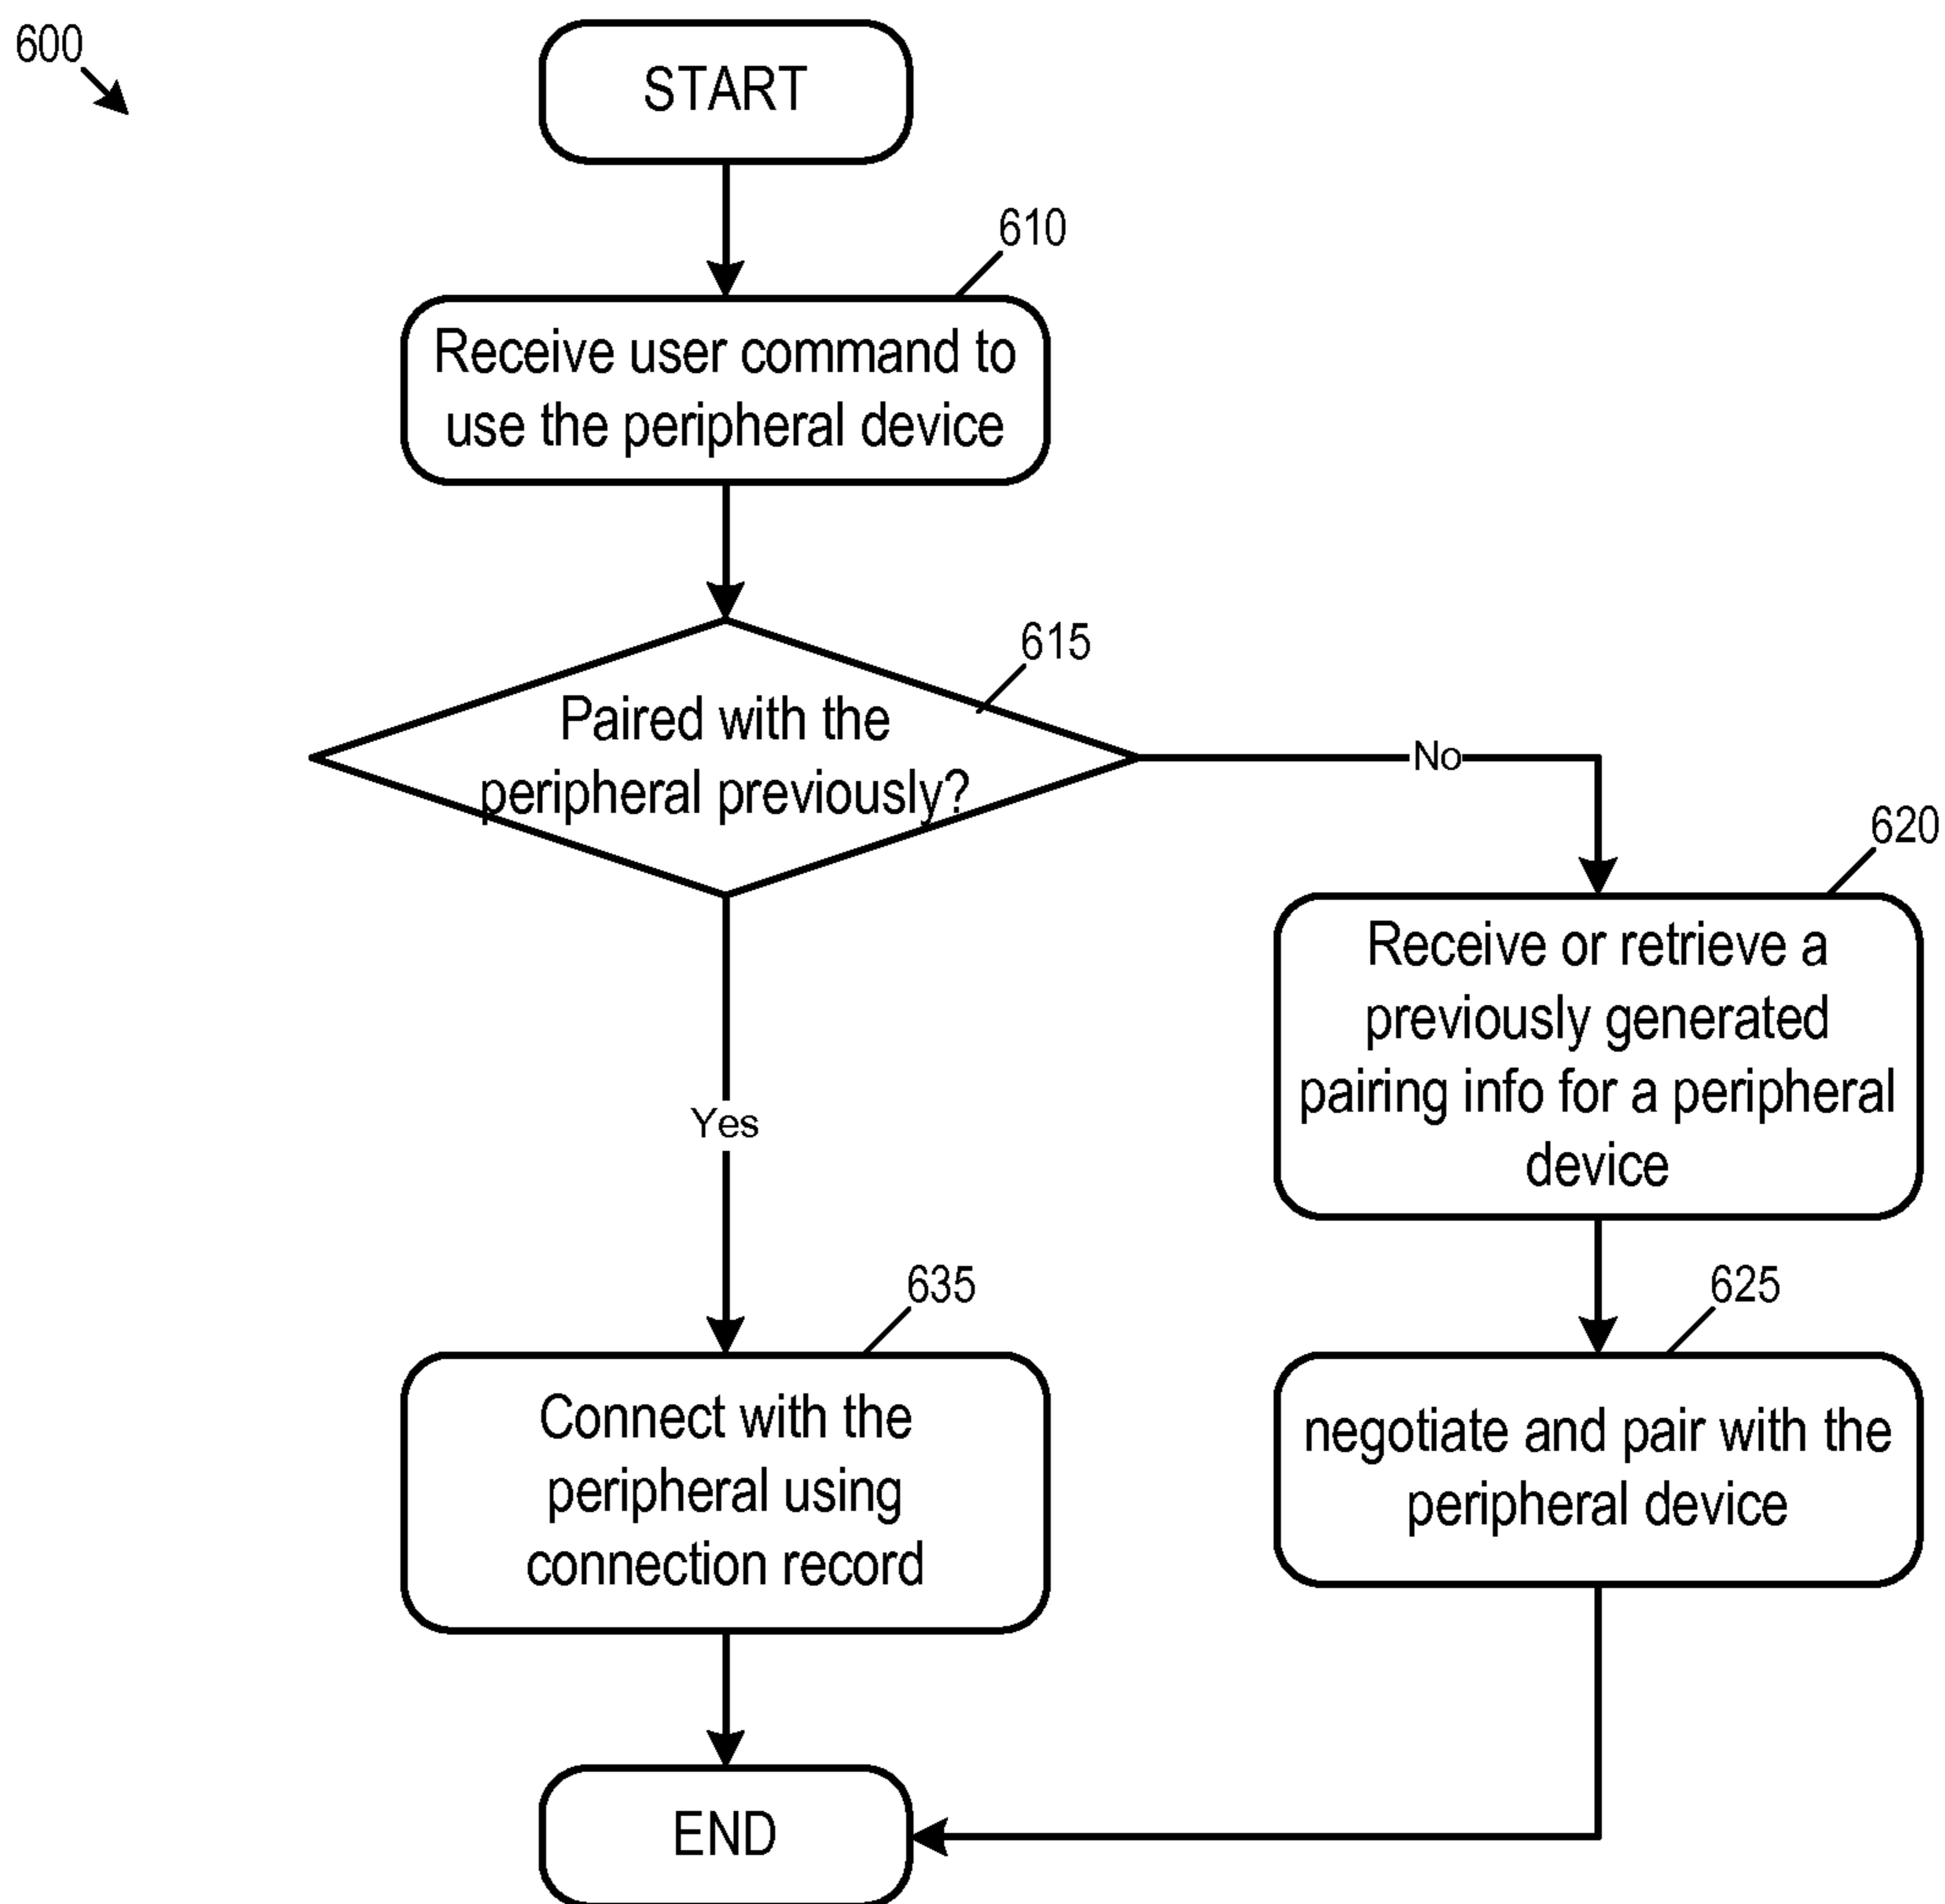 600
START
610
Receive user command to
use the peripheral device
615
Paired with the
peripheral previously?
No
620
Receive or retrieve a
previously generated
pairing info for a peripheral
device
Yes
635
Connect with the
peripheral using
connection record
625
negotiate and pair with the
peripheral device
END